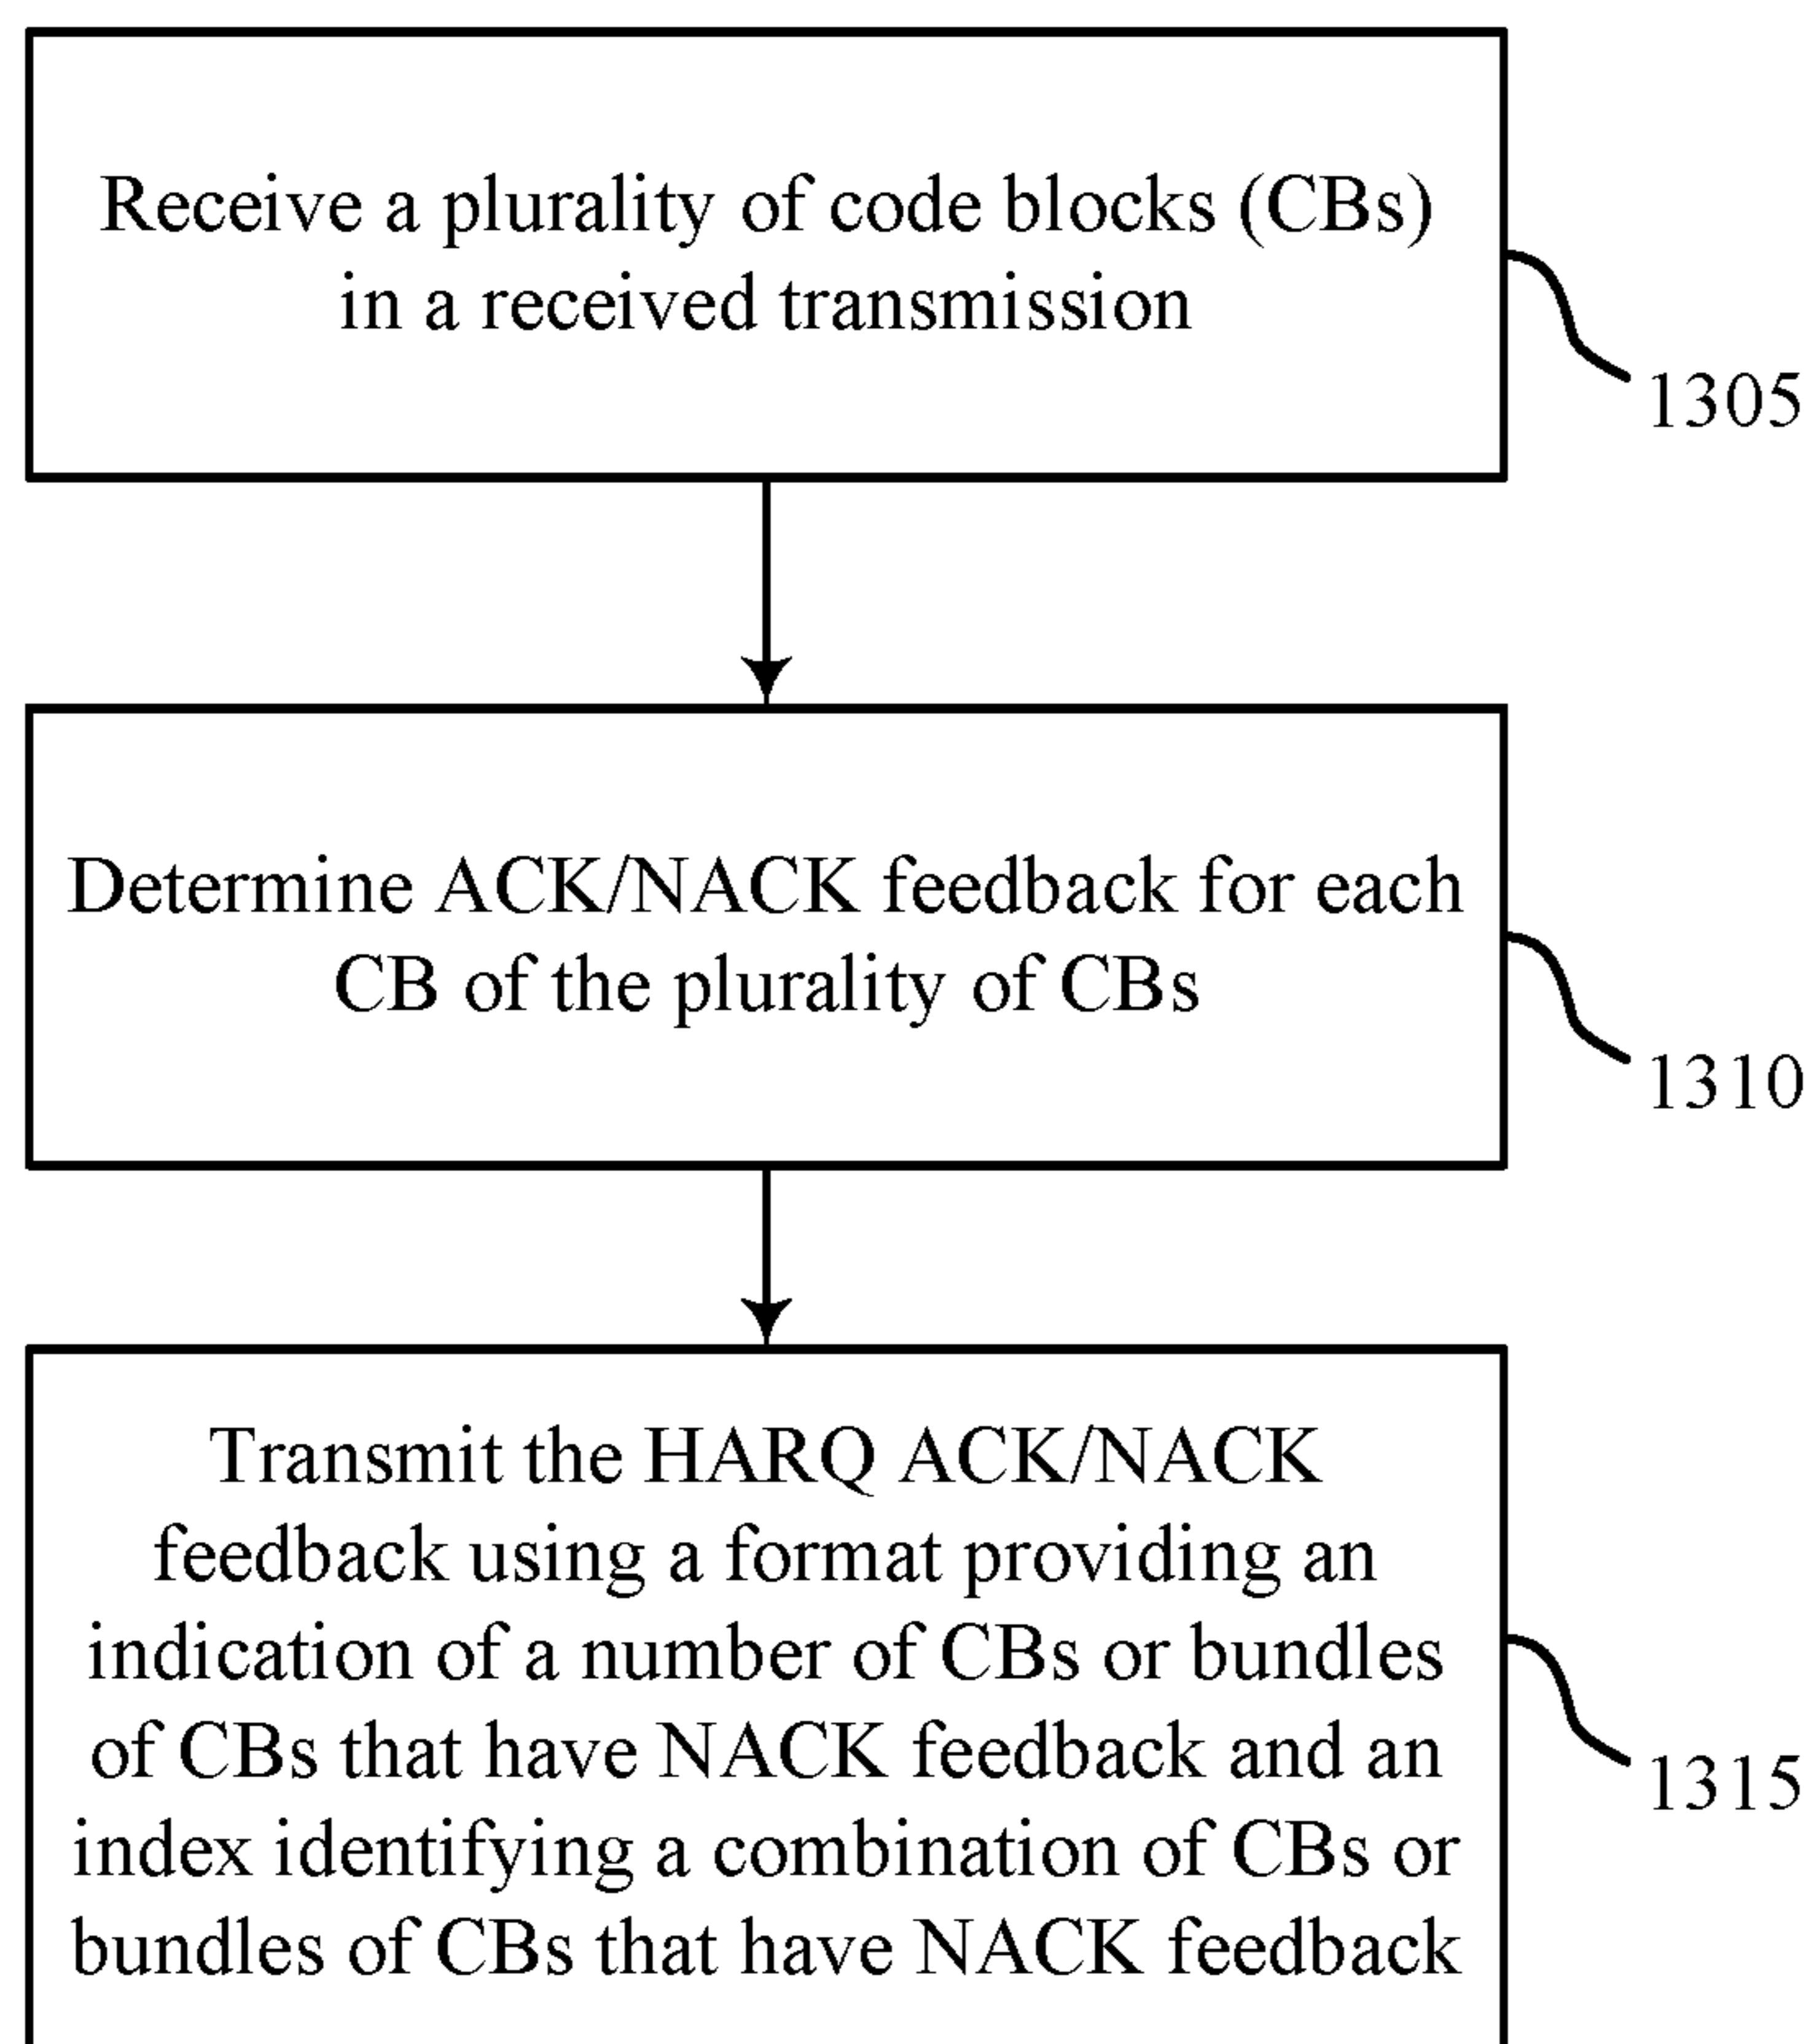 Receive a plurality of code blocks (CBs)
in a received transmission
1305
Determine ACK/NACK feedback for each
CB of the plurality of CBs
1310
Transmit the HARQ ACK/NACK
feedback using a format providing an
indication of a number of CBs or bundles
of CBs that have NACK feedback and an
index identifying a combination of CBs or
bundles of CBs that have NACK feedback
1315